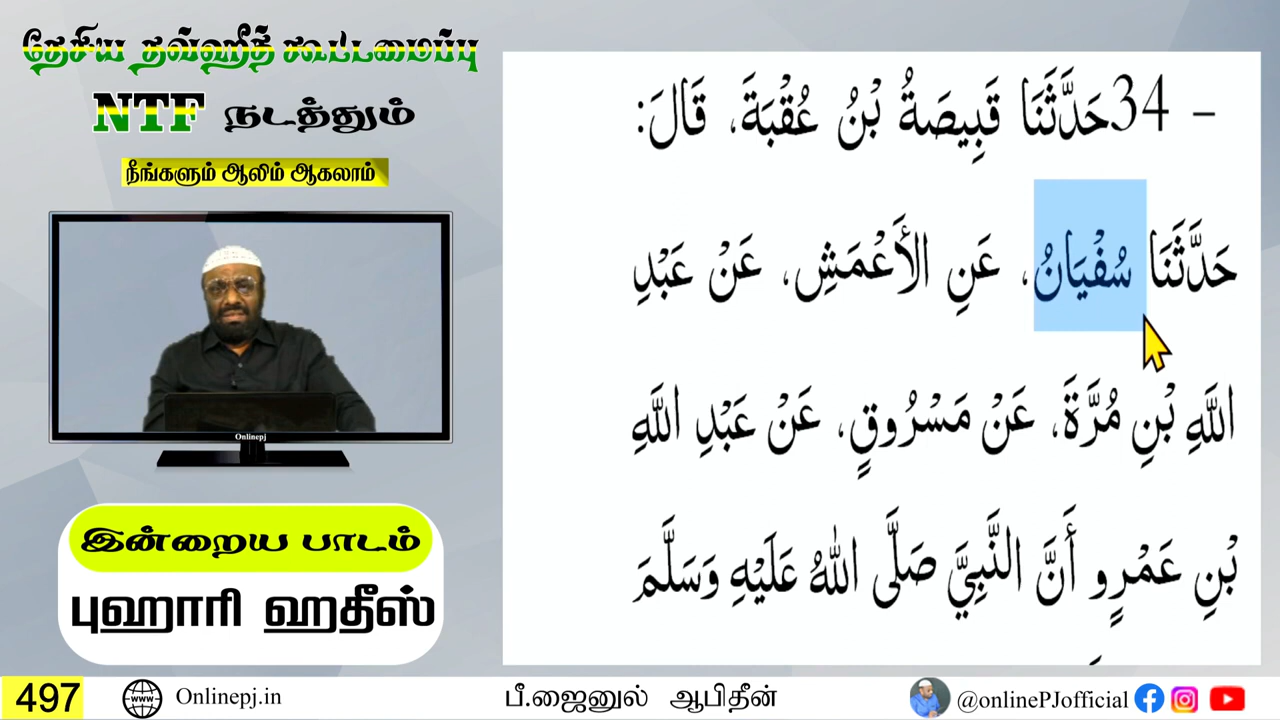 தேசிய தவ்ஹீத் கூட்டமைப்பு
NTF நடத்தும்
நீங்களும் ஆலிம் ஆகலாம்
Onlinepj
இன்றைய பாடம்
புஹாரி ஹதீஸ்
34 - حَدَّثَنَا قَبِيصَةُ بْنُ عُقْبَةَ، قَالَ:
حَدَّثَنَا سُفْيَانُ، عَنِ الأَعْمَشِ، عَنْ عَبْدِ
اللَّهِ بْنِ مُرَّةَ، عَنْ مَسْرُوقٍ، عَنْ عَبْدِ اللَّهِ
بْنِ عَمْرٍو أَنَّ النَّبِيَّ صَلَّى اللهُ عَلَيْهِ وَسَلَّمَ
497 www Onlinepj.in பீ.ஜைனுல் ஆபிதீன் @onlinePJofficial